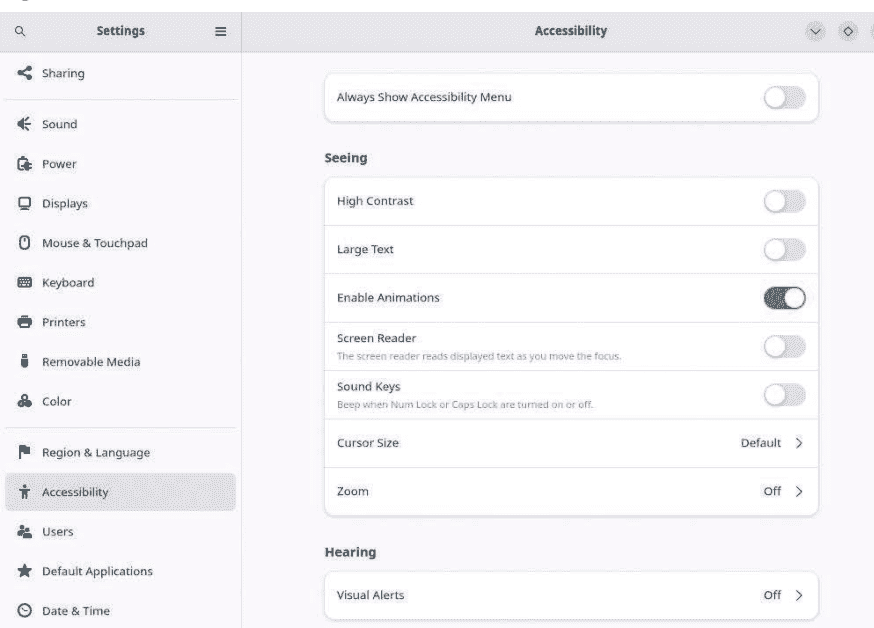 Settings
Accessibility
Sharing
Sound
Power
Displays
Mouse & Touchpad
Keyboard
Printers
Removable Media
Color
Region & Language
Accessibility
Users
Default Applications
Date & Time
Always Show Accessibility Menu
Seeing
High Contrast
Large Text
Enable Animations
Screen Reader
The screen reader reads displayed text as you move the focus.
Sound Keys
Beep when Num Lock or Caps Lock are turned on or off.
Cursor Size Default
Zoom Off
Hearing
Visual Alerts Off